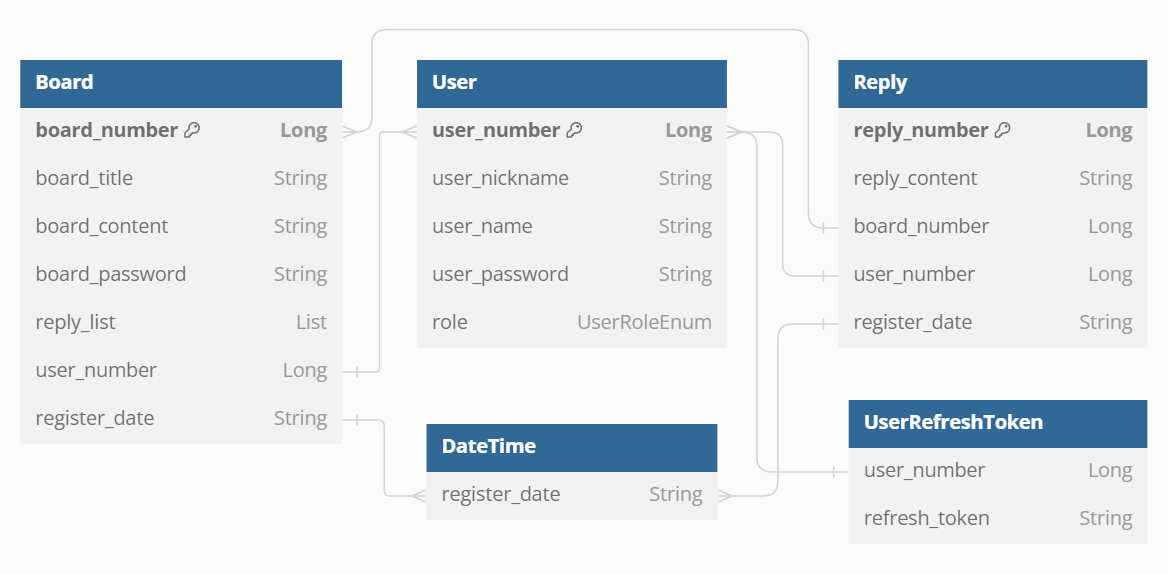 Board
board_number Long
board_title String
board_content String
board_password String
reply_list List
user_number Long
register_date String
User
user_number Long
user_nickname String
user_name String
user_password String
role UserRoleEnum
DateTime
register_date String
Reply
reply_number Long
reply_content String
board_number Long
user_number Long
register_date String
UserRefreshToken
user_number Long
refresh_token String